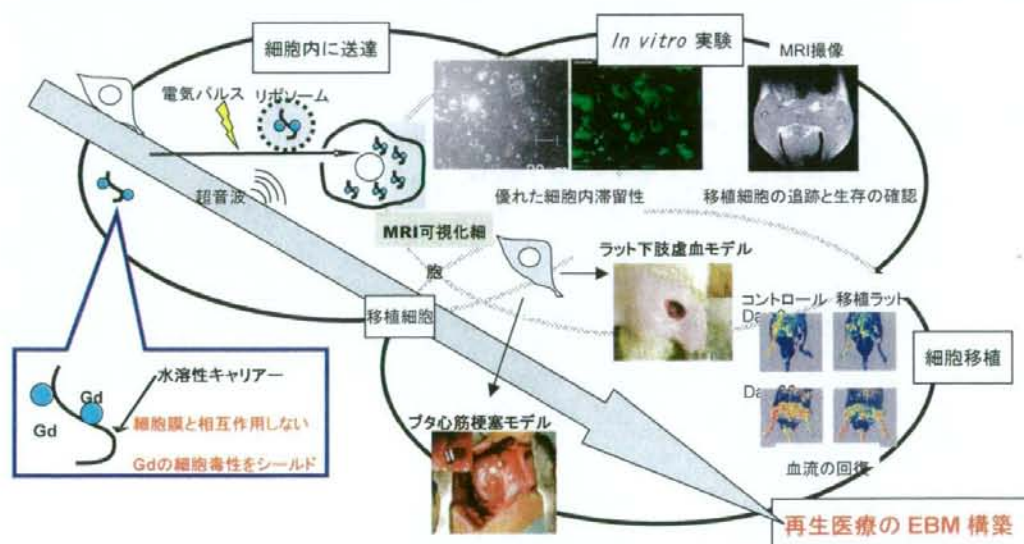 細胞内に送達
In vitro 実験
MRI撮像
電気パルス
リポソーム
超音波
優れた細胞内滞留性
移植細胞の追跡と生存の確認
MRI可視化細
胞
ラット下肢虚血モデル
移植細胞
コントロール 移植ラット
細胞移植
水溶性キャリアー
Gd
Gd
細胞膜と相互作用しない
Gdの細胞毒性をシールド
ブタ心筋梗塞モデル
血流の回復
再生医療の EBM 構築